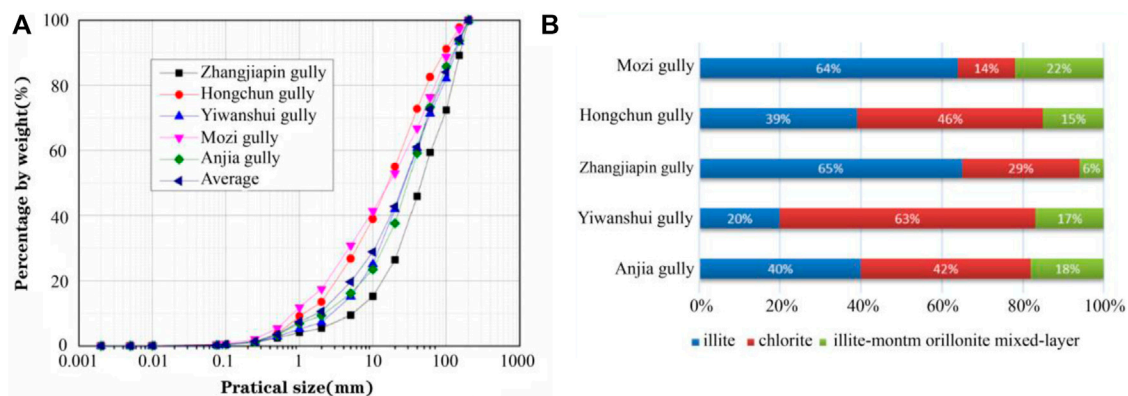 A
Percentage by weight(%)
100
80
60
40
20
0
Zhangjiapin gully
Hongchun gully
Yiwanshui gully
Mozi gully
Anjia gully
Average
0.001 0.01 0.1 1 10 100 1000
Pratical size(mm)
B
Mozi gully 64% 14% 22%
Hongchun gully 39% 46% 15%
Zhangjiapin gully 65% 29% 6%
Yiwanshui gully 20% 63% 17%
Anjia gully 40% 42% 18%
0% 20% 40% 60% 80% 100%
illite chlorite illite-montm orillonite mixed-layer